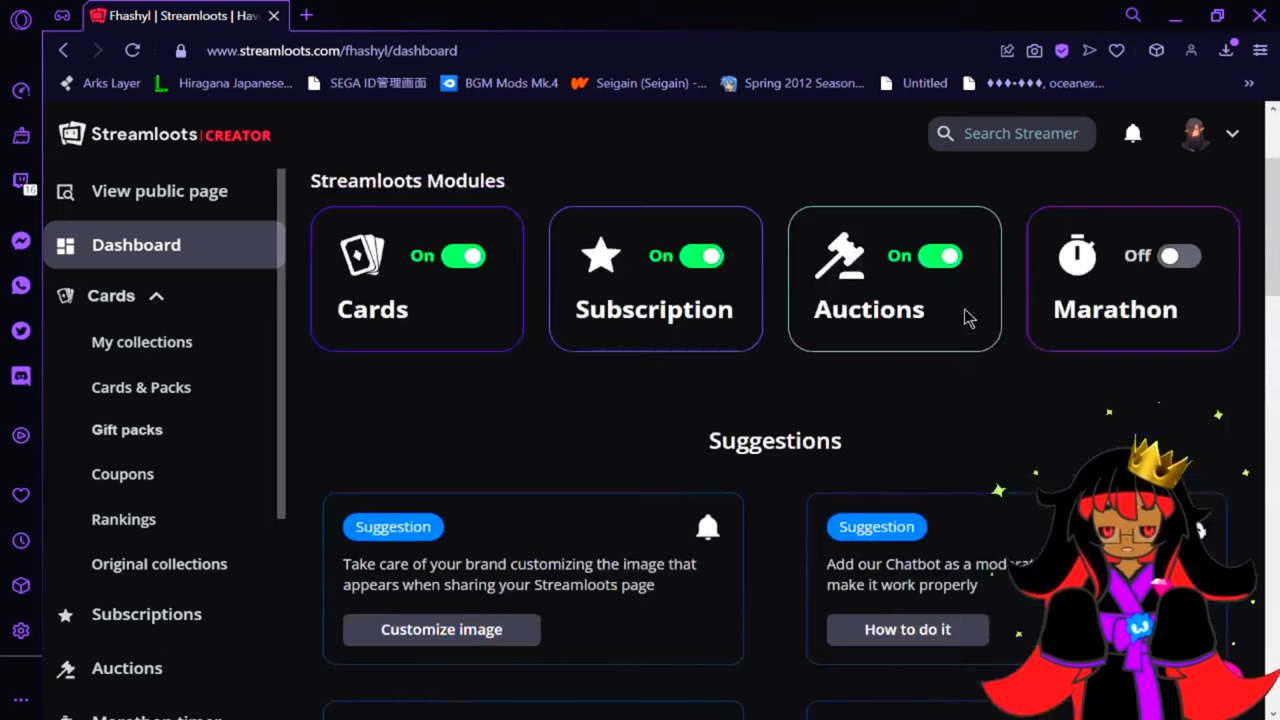 Fhashyl | Streamloots | Hav
www.streamloots.com/fhashyl/dashboard
Arks Layer
Hiragana Japanese...
SEGA ID管理画面
BGM Mods Mk.4
Seigain (Seigain) -...
Spring 2012 Season...
Untitled
♦♦♦•♦♦♦, oceanex...
16
Streamloots | CREATOR
Search Streamer
View public page
Dashboard
Cards
My collections
Cards & Packs
Gift packs
Coupons
Rankings
Original collections
Subscriptions
Auctions
Marathon timer
Streamloots Modules
On
Cards
On
Subscription
On
Auctions
Off
Marathon
Suggestions
Suggestion
Take care of your brand customizing the image that
appears when sharing your Streamloots page
Customize image
Suggestion
Add our Chatbot as a mod
make it work properly
How to do it